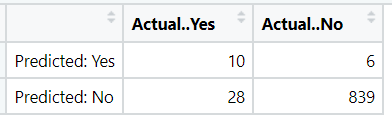 Actual..Yes Actual..No
Predicted: Yes 10 6
Predicted: No 28 839